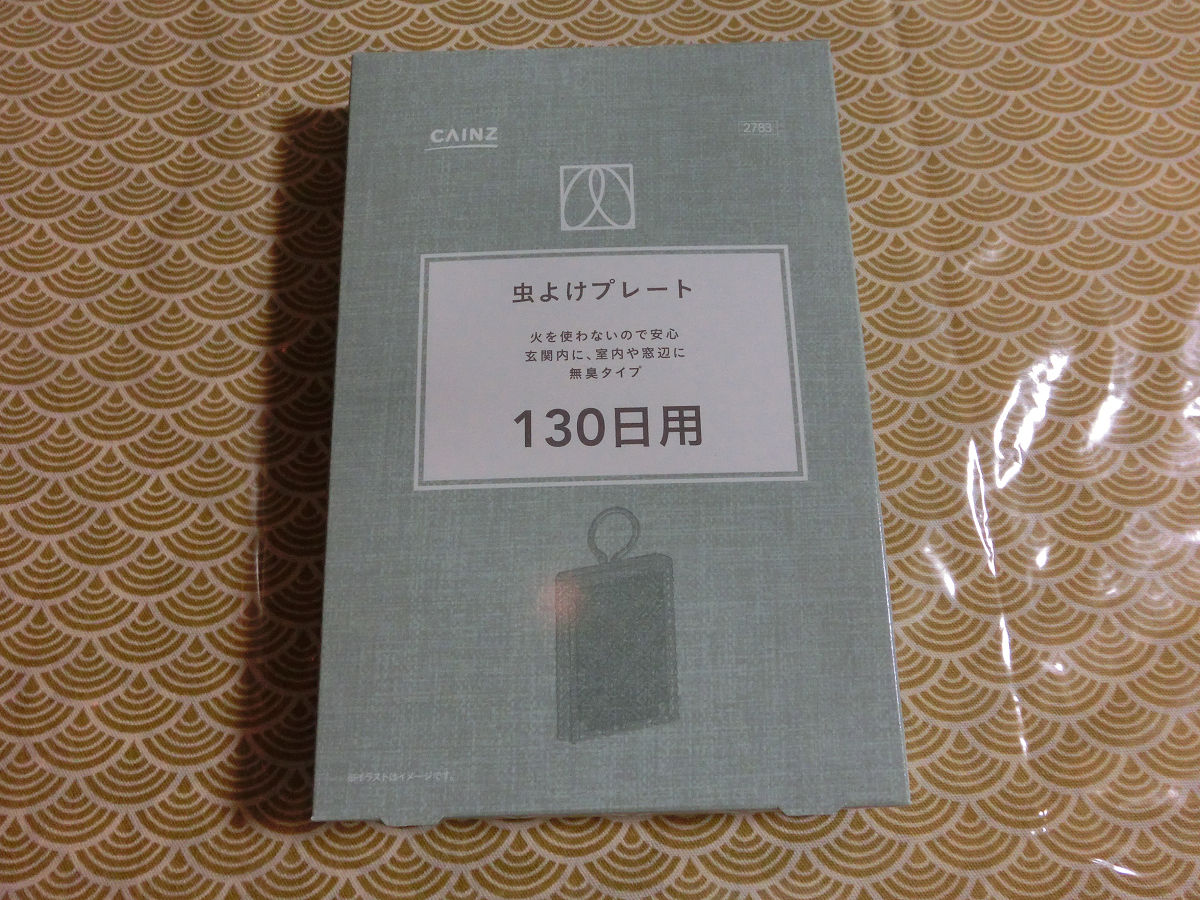 CAINZ
2783
虫よけプレート
火を使わないので安心
玄関内に、室内や窓辺に
無臭タイプ
130日用
※イラストはイメージです。